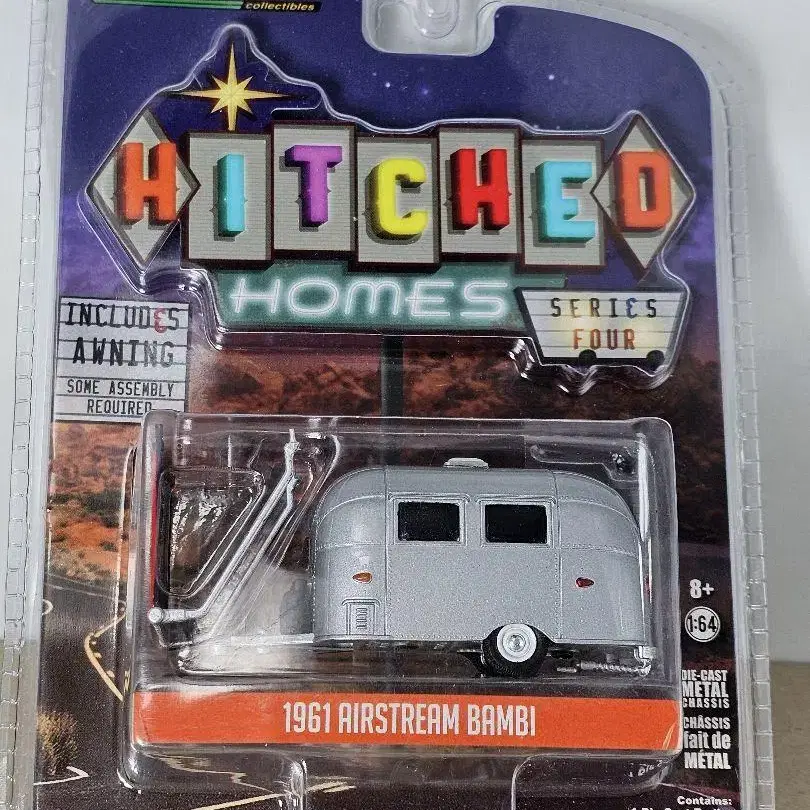 collectibles
HITCHED
HOMES
SERIES
FOUR
INCLUDES
AWNING
SOME ASSEMBLY
REQUIRED
8+
1:64
DIE-CAST
METAL
CHASSIS
CHÂSSIS
fait de
MÉTAL
1961 AIRSTREAM BAMBI
Contains: